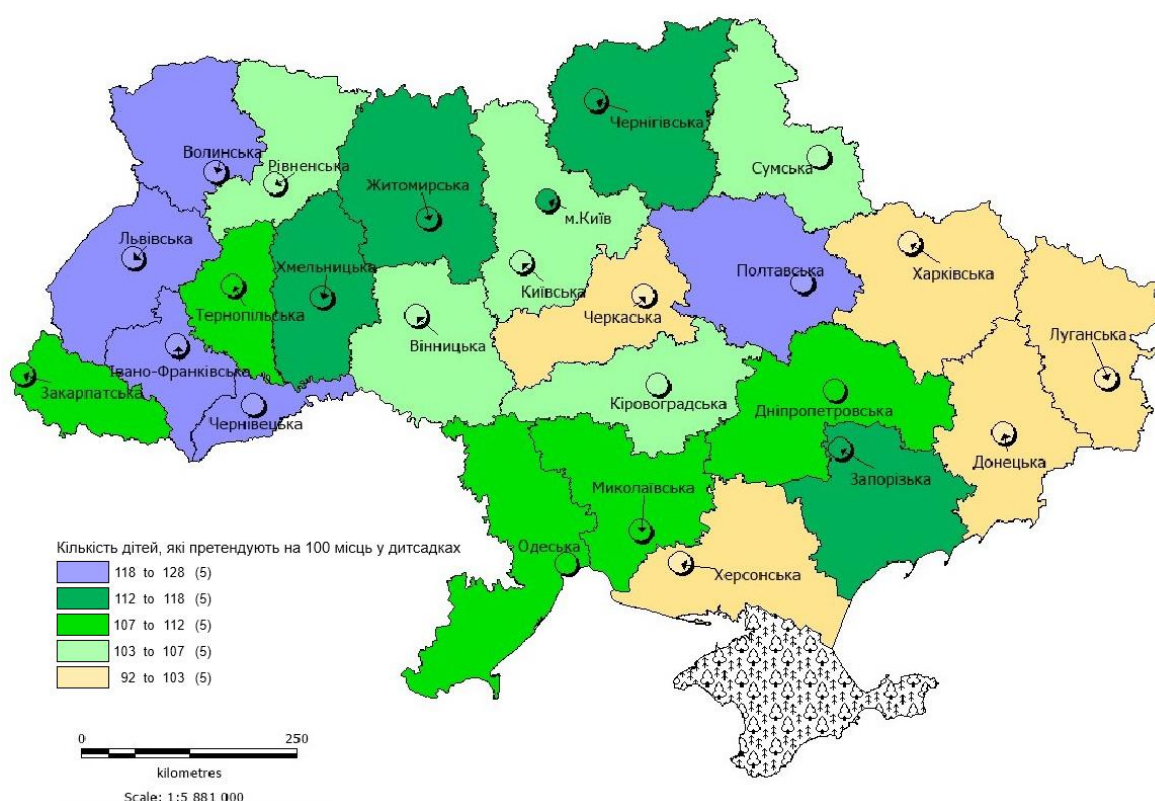 Чернігівська
Сумська
Волинська
Рівненська
Житомирська
м.Київ
Львівська
Хмельницька
Київська
Полтавська
Харківська
Тернопільська
Черкаська
Вінницька
Луганська
Івано-Франківська
Закарпатська
Чернівецька
Кіровоградська
Дніпропетровська
Донецька
Запорізька
Миколаївська
Одеська
Херсонська
Кількість дітей, які претендують на 100 місць у дитсадках
118 to 128 (5)
112 to 118 (5)
107 to 112 (5)
103 to 107 (5)
92 to 103 (5)
0 250
kilometres
Scale: 1:5 881 000